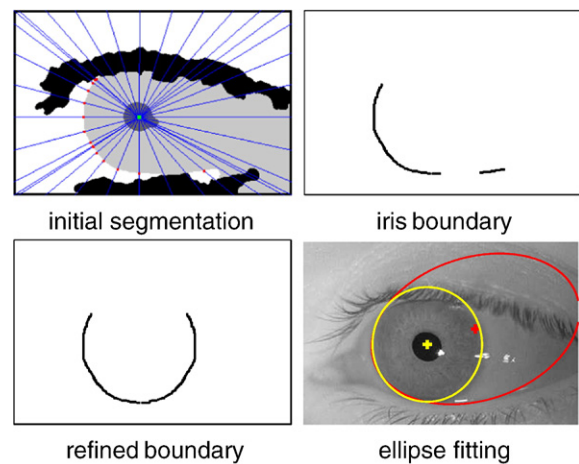 initial segmentation
iris boundary
refined boundary
ellipse fitting